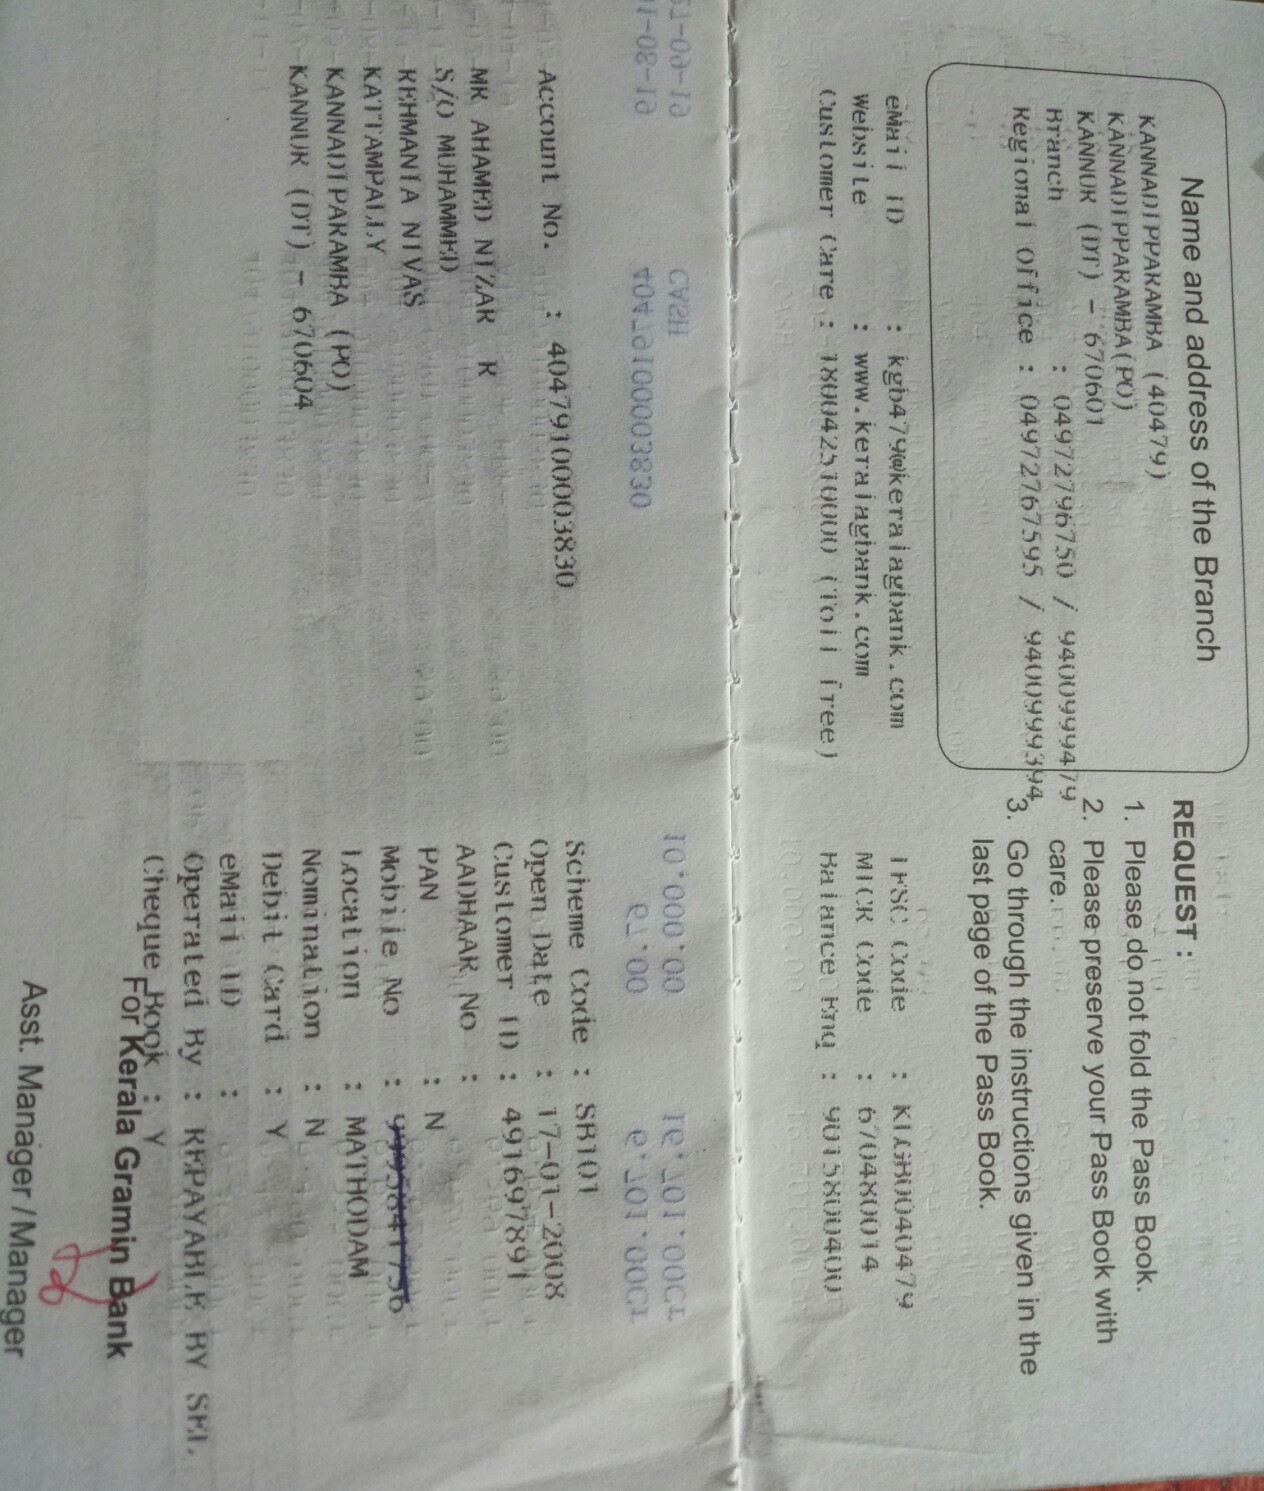 Name and address of the Branch
KANNADIPPARAMBA (40479)
KANNADIPPARAMBA(PO)
KANNUR (DT) - 670601
Branch : 04972796750 / 9400999479
Regional office : 04972767595 / 9400999394
REQUEST :
1. Please do not fold the Pass Book.
2. Please preserve your Pass Book with
care.
3. Go through the instructions given in the
last page of the Pass Book.
eMail ID : kgb479@keralagbank.com
Website : www.keralagbank.com
Customer Care : 180042510000 (Toll free)
IFSC Code : KLGB0040479
MICR Code : 670480014
Balance Enq : 9015800400
Account No. : 40479100003830
MR AHAMED NIZAR K
S/O MUHAMMED
REHMANIA NIVAS
KATTAMPALLY
KANNADIPARAMBA (PO)
KANNUR (DT) - 670604
Scheme Code : SB101
Open Date : 17-01-2008
Customer ID : 491697891
AADHAAR No :
PAN : N
Mobile No :
Location : MATHODAM
Nomination : N
Debit Card : Y
eMail ID :
Operated By : REPAYABLE BY SEL.
Cheque Book : Y
For Kerala Gramin Bank
Asst. Manager / Manager